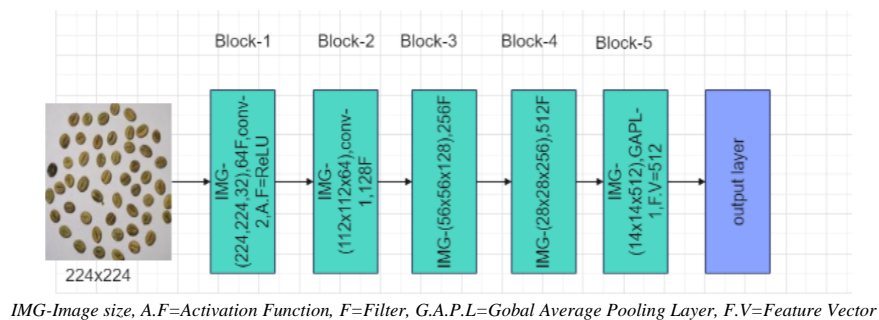 Block-1
Block-2
Block-3
Block-4
Block-5
IMG-
(224,224,32),64F,conv-
2,A.F=ReLU
IMG-
(112x112x64),conv-
1,128F
IMG-(56x56x128),256F
IMG-(28x28x256),512F
IMG-
(14x14x512),GAPL-
1,F.V=512
output layer
224x224
IMG-Image size, A.F=Activation Function, F=Filter, G.A.P.L=Gobal Average Pooling Layer, F.V=Feature Vector